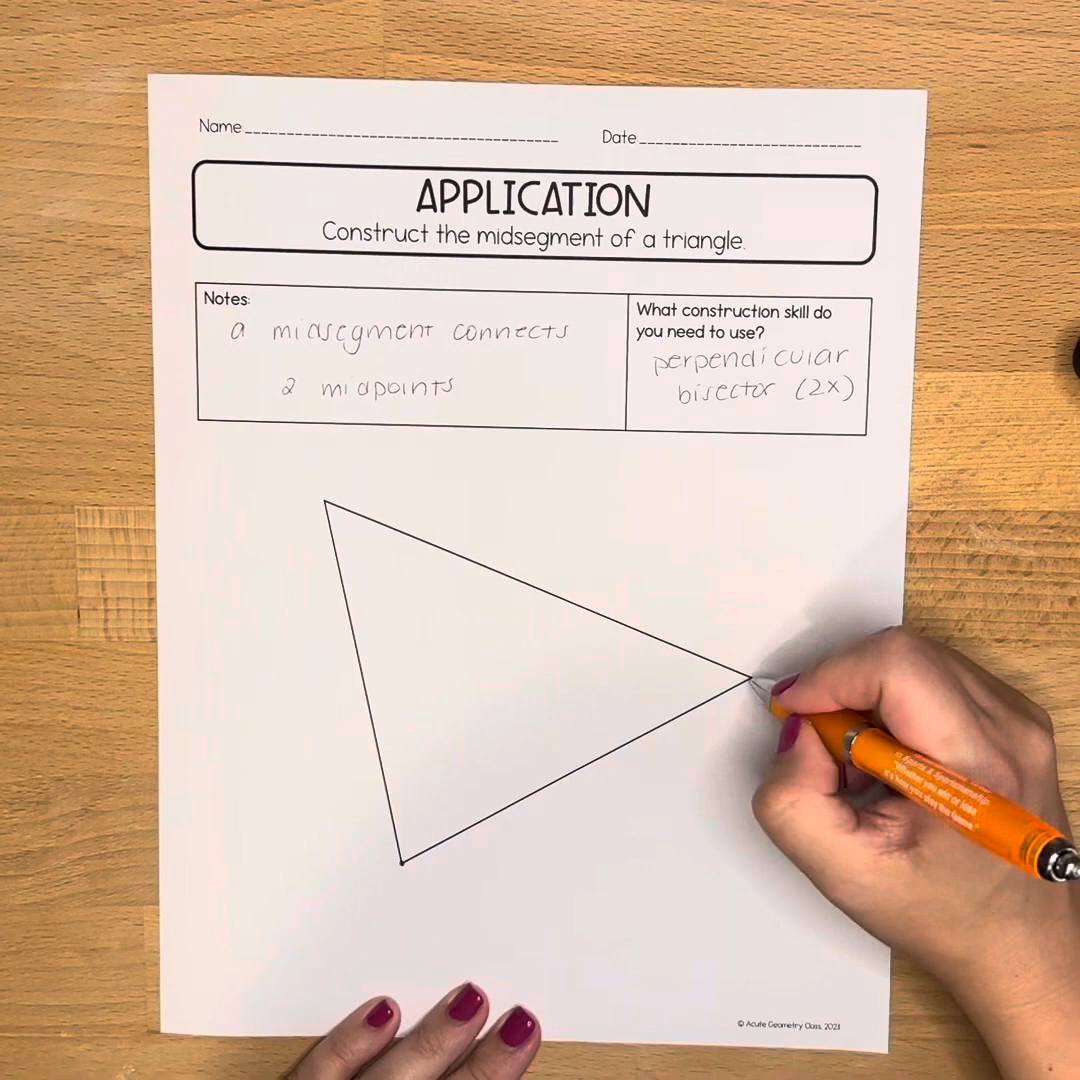 Name
Date
APPLICATION
Construct the midsegment of a triangle.
Notes:
a midsegment connects
2 midpoints
What construction skill do
you need to use?
perpendicular
bisector (2x)
© Acute Geometry Class, 2023